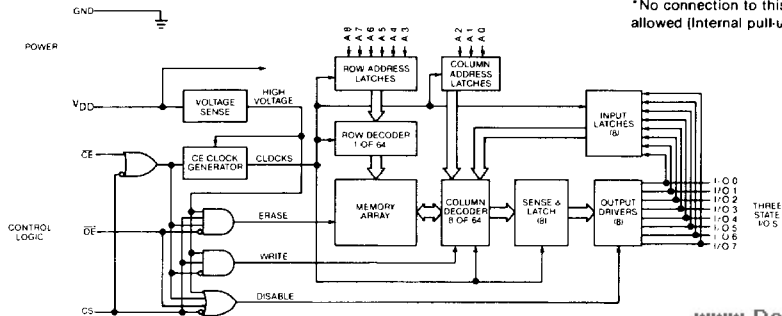 GND
POWER
VDD
VOLTAGE
SENSE
HIGH
VOLTAGE
CE
CE CLOCK
GENERATOR
CLOCKS
CONTROL
LOGIC
OE
CS
ERASE
WRITE
DISABLE
A8 A7 A6 A5 A4 A3
ROW ADDRESS
LATCHES
ROW DECODER
1 OF 64
MEMORY
ARRAY
A2 A1 A0
COLUMN
ADDRESS
LATCHES
COLUMN
DECODER
8 OF 64
SENSE &
LATCH
(8)
INPUT
LATCHES
(8)
OUTPUT
DRIVERS
(8)
I/O 0
I/O 1
I/O 2
I/O 3
I/O 4
I/O 5
I/O 6
I/O 7
THREE
STATE
I/O S
*No connection to this
allowed (Internal pull-u